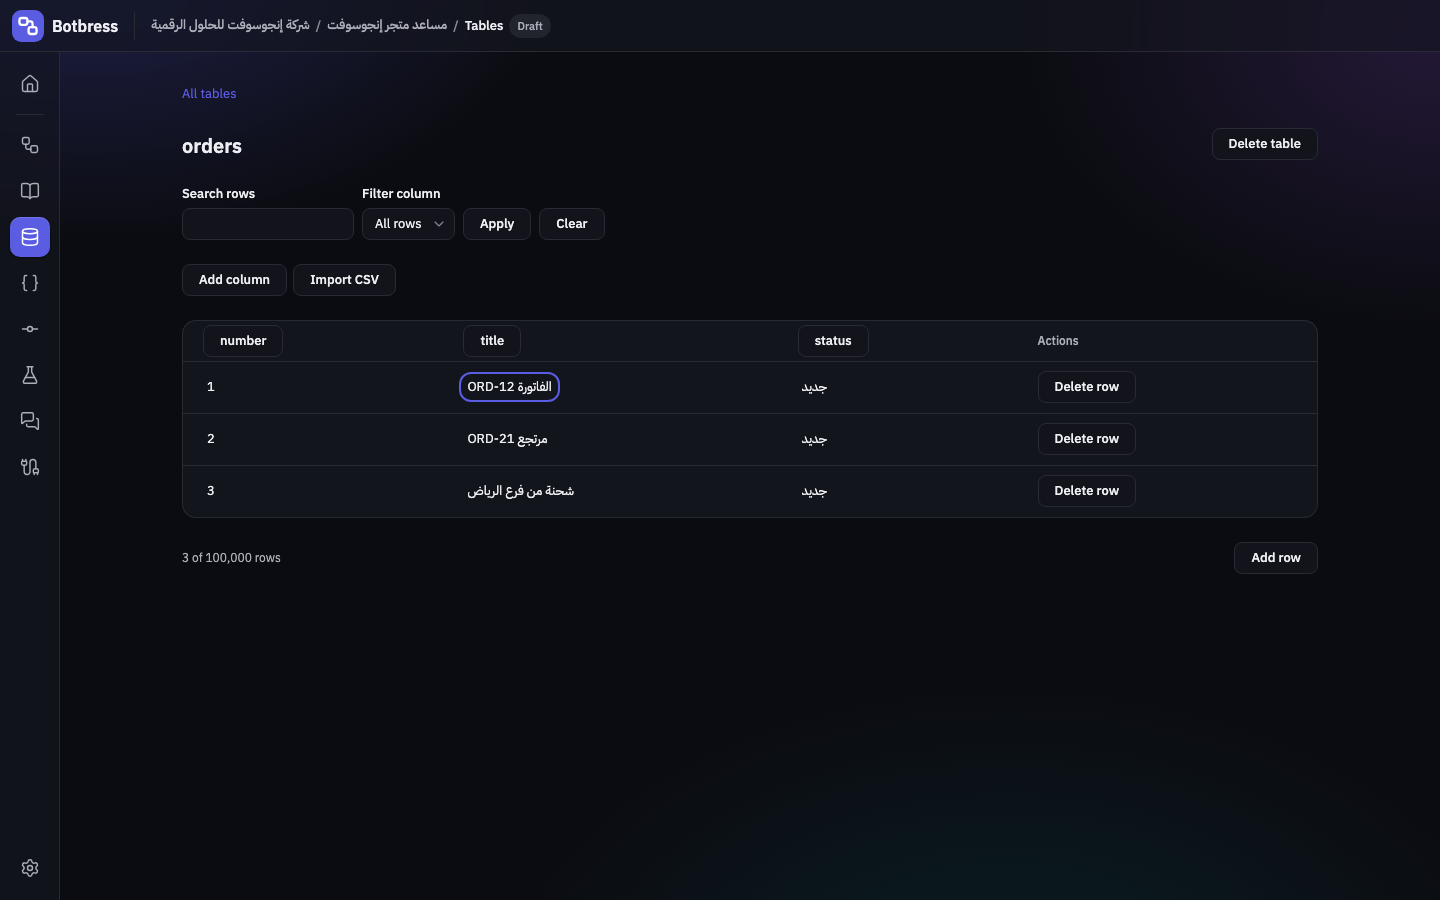 Botbress
شركة إنجوسوفت للحلول الرقمية / مساعد متجر إنجوسوفت / Tables Draft
All tables
orders
Delete table
Search rows Filter column
All rows Apply Clear
Add column Import CSV
number title status Actions
1 الفاتورة ORD-12 جديد Delete row
2 مرتجع ORD-21 جديد Delete row
3 شحنة من فرع الرياض جديد Delete row
3 of 100,000 rows Add row